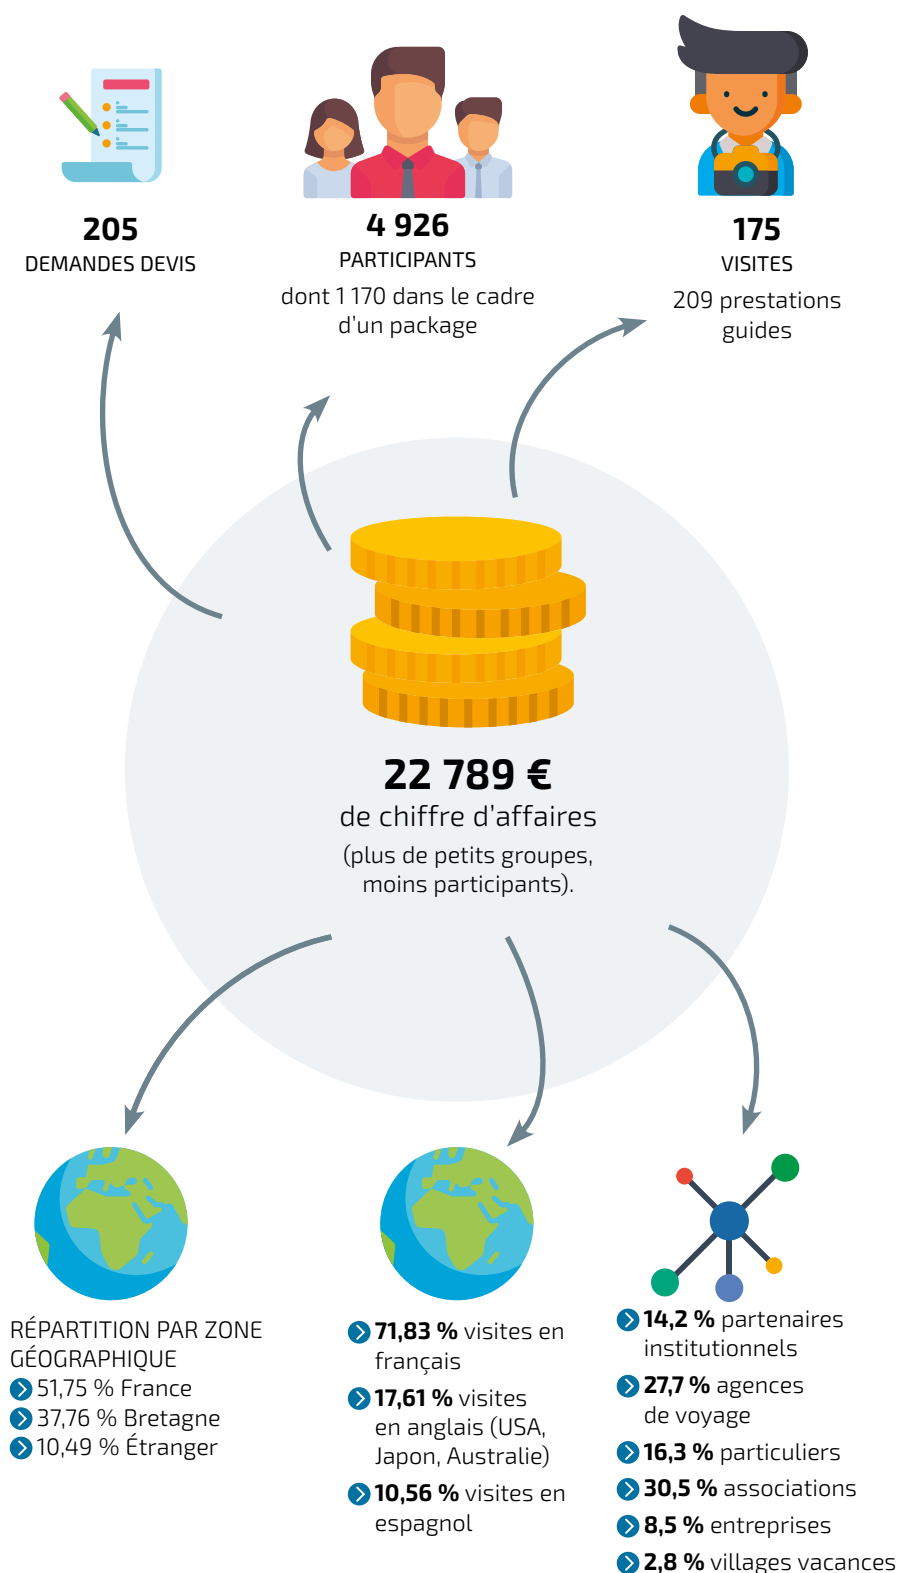 205
DEMANDES DEVIS
4 926
PARTICIPANTS
dont 1 170 dans le cadre
d'un package
175
VISITES
209 prestations
guides
22 789 €
de chiffre d'affaires
(plus de petits groupes,
moins participants).
RÉPARTITION PAR ZONE
GÉOGRAPHIQUE
51,75 % France
37,76 % Bretagne
10,49 % Étranger
71,83 % visites en
français
17,61 % visites
en anglais (USA,
Japon, Australie)
10,56 % visites en
espagnol
14,2 % partenaires
institutionnels
27,7 % agences
de voyage
16,3 % particuliers
30,5 % associations
8,5 % entreprises
2,8 % villages vacances